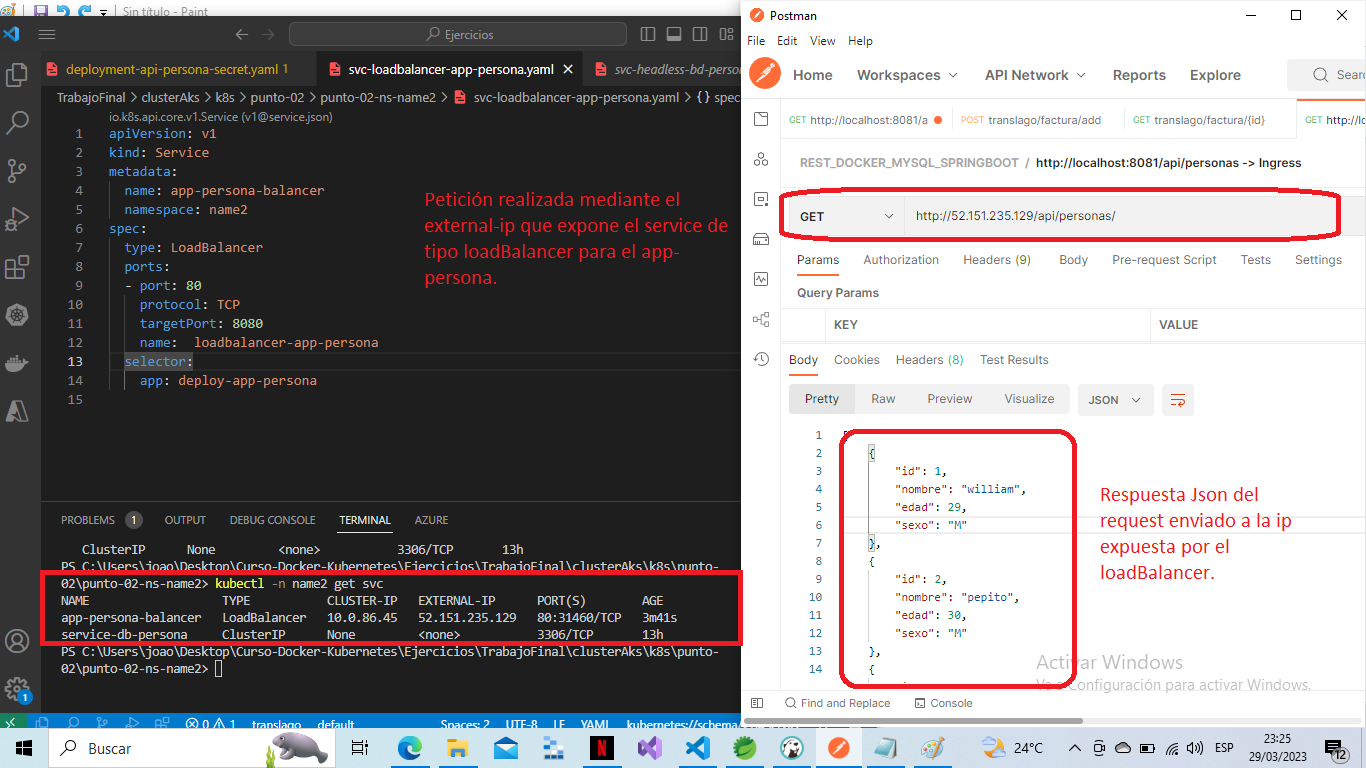 Sin título - Paint
Ejercicios
deployment-api-persona-secret.yaml 1
svc-loadbalancer-app-persona.yaml
svc-headless-bd-person
TrabajoFinal > clusterAks > k8s > punto-02 > punto-02-ns-name2 > svc-loadbalancer-app-persona.yaml > {} spec
io.k8s.api.core.v1.Service (v1@service.json)
1 apiVersion: v1
2 kind: Service
3 metadata:
4 name: app-persona-balancer
5 namespace: name2
6 spec:
7 type: LoadBalancer
8 ports:
9 - port: 80
10 protocol: TCP
11 targetPort: 8080
12 name: loadbalancer-app-persona
13 selector:
14 app: deploy-app-persona
15
Petición realizada mediante el
external-ip que expone el service de
tipo loadBalancer para el app-
persona.
PROBLEMS 1 OUTPUT DEBUG CONSOLE TERMINAL AZURE
ClusterIP None <none> 3306/TCP 13h
PS C:\Users\joao\Desktop\Curso-Docker-Kubernetes\Ejercicios\TrabajoFinal\clusterAks\k8s\punto-
02\punto-02-ns-name2> kubectl -n name2 get svc
NAME TYPE CLUSTER-IP EXTERNAL-IP PORT(S) AGE
app-persona-balancer LoadBalancer 10.0.86.45 52.151.235.129 80:31460/TCP 3m41s
service-db-persona ClusterIP None <none> 3306/TCP 13h
PS C:\Users\joao\Desktop\Curso-Docker-Kubernetes\Ejercicios\TrabajoFinal\clusterAks\k8s\punto-
02\punto-02-ns-name2>
1
0 1 translago default Spaces: 2 UTF-8 LF YAML kubernetes://schema
Postman
File Edit View Help
Home Workspaces API Network Reports Explore Sear
GET http://localhost:8081/a
POST translago/factura/add
GET translago/factura/{id}
GET http://lo
REST_DOCKER_MYSQL_SPRINGBOOT / http://localhost:8081/api/personas -> Ingress
GET http://52.151.235.129/api/personas/
Params Authorization Headers (9) Body Pre-request Script Tests Settings
Query Params
KEY VALUE
Body Cookies Headers (8) Test Results
Pretty Raw Preview Visualize JSON
1 [
2 {
3 "id": 1,
4 "nombre": "william",
5 "edad": 29,
6 "sexo": "M"
7 },
8 {
9 "id": 2,
10 "nombre": "pepito",
11 "edad": 30,
12 "sexo": "M"
13 },
14 {
Respuesta Json del
request enviado a la ip
expuesta por el
loadBalancer.
Activar Windows
Ve a Configuración para activar Windows.
Find and Replace Console
Buscar
24°C
ESP
23:25
29/03/2023
12